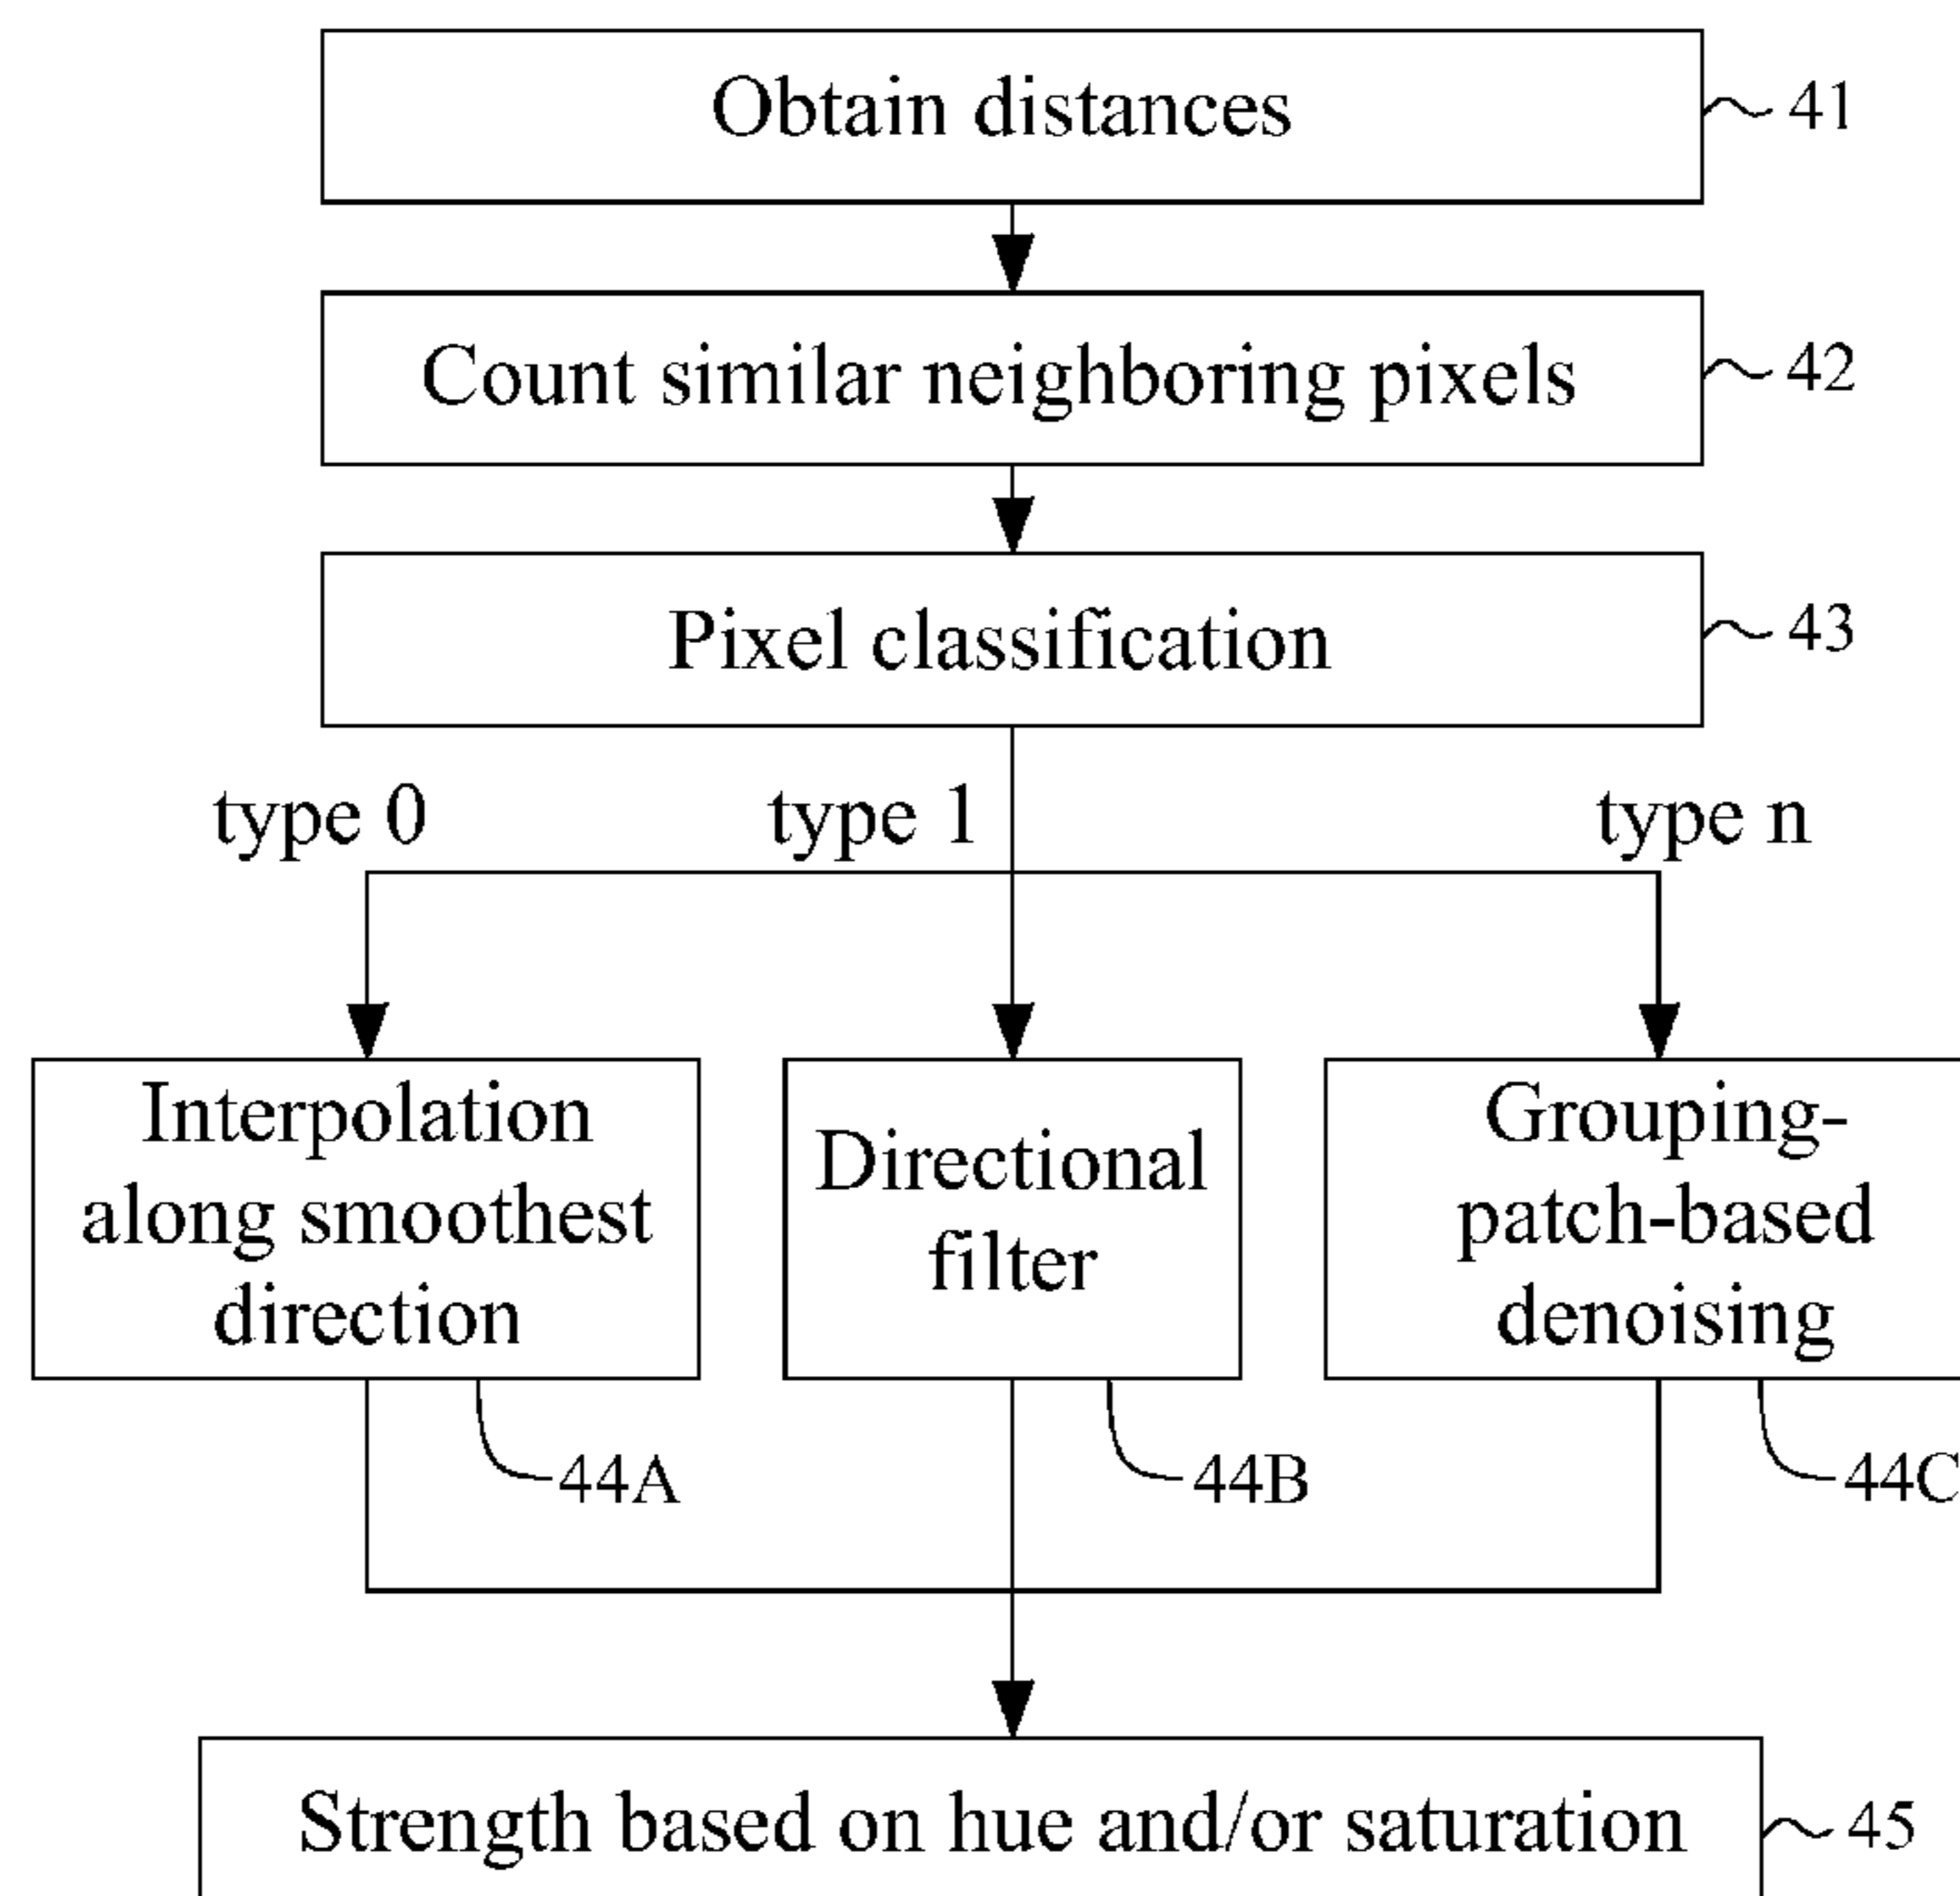 Obtain distances
41
Count similar neighboring pixels
42
Pixel classification
43
type 0
type 1
type n
Interpolation
along smoothest
direction
44A
Directional
filter
44B
Grouping-
patch-based
denoising
44C
Strength based on hue and/or saturation
45